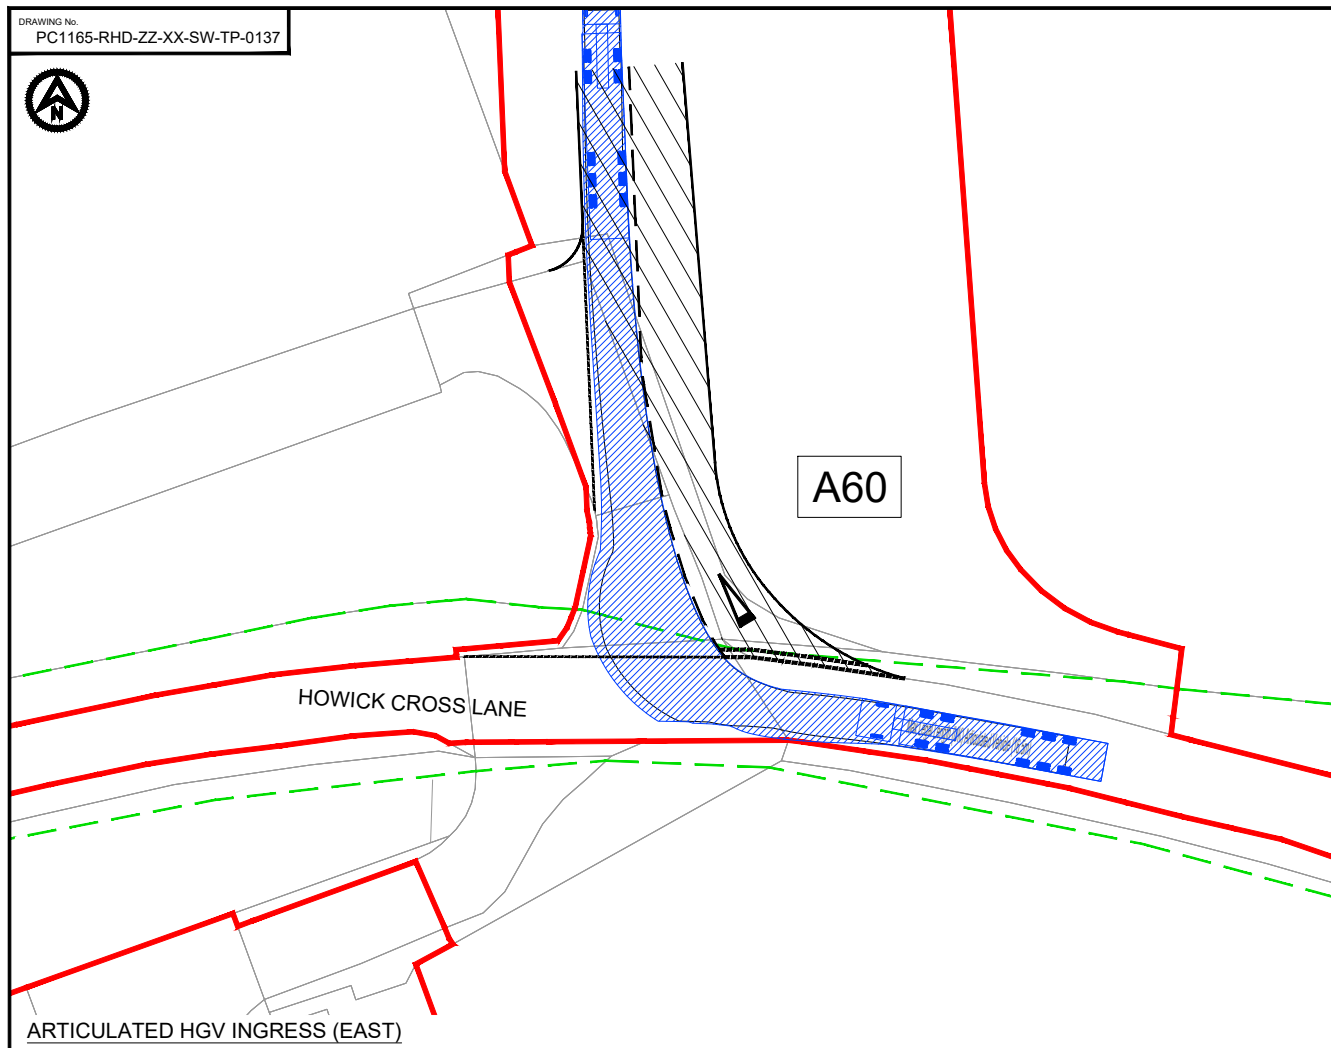 DRAWING No.
PC1165-RHD-ZZ-XX-SW-TP-0137
N
A60
HOWICK CROSS LANE
ARTICULATED HGV INGRESS (EAST)